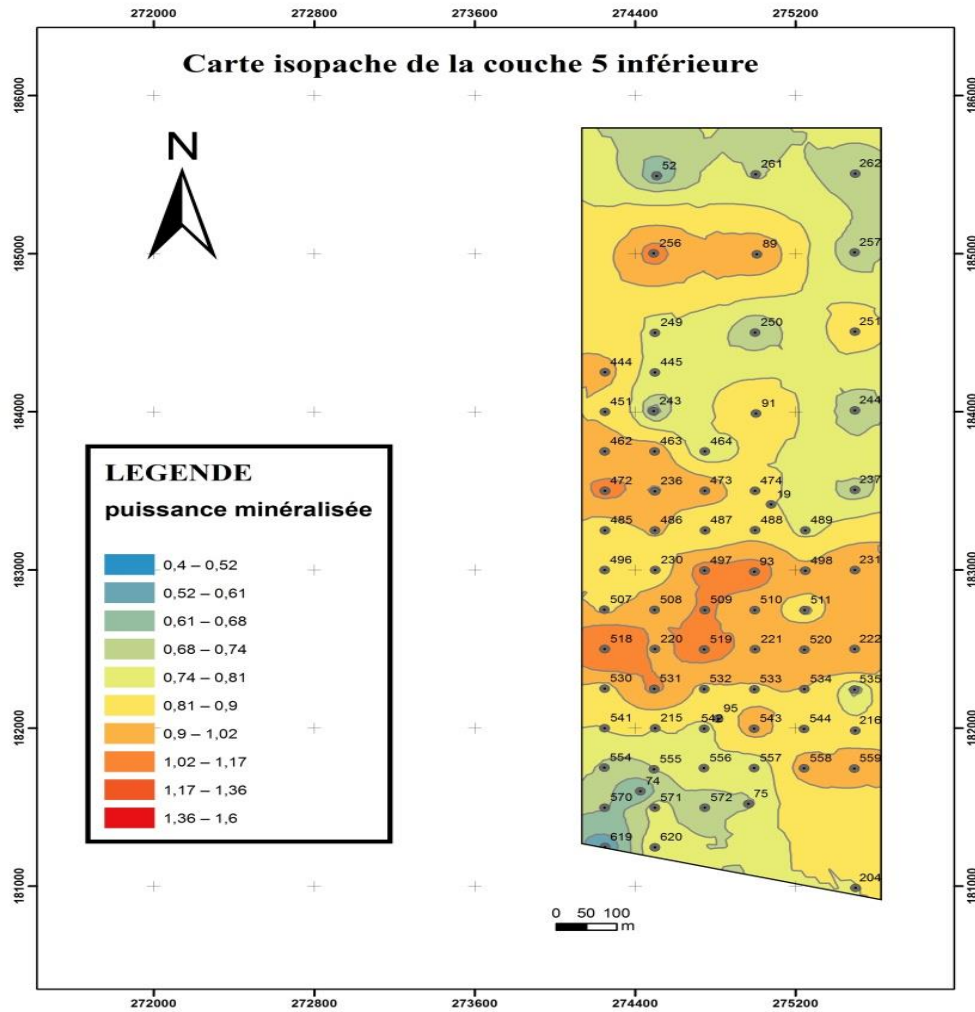 272000 272800 273600 274400 275200
Carte isopache de la couche 5 inférieure
186000 186000
N
52 261 262
185000 256 89 257 185000
249 250 251
444 445
184000 451 243 91 244 184000
462 463 464
472 236 473 474 237
19
485 486 487 488 489
183000 496 230 497 93 498 231 183000
507 508 509 510 511
518 220 519 221 520 222
530 531 532 533 534 535
95
182000 541 215 542 543 544 216 182000
554 555 556 557 558 559
74
570 571 572 75
619 620
181000 204 181000
LEGENDE
puissance minéralisée
0,4 – 0,52
0,52 – 0,61
0,61 – 0,68
0,68 – 0,74
0,74 – 0,81
0,81 – 0,9
0,9 – 1,02
1,02 – 1,17
1,17 – 1,36
1,36 – 1,6
0 50 100
m
272000 272800 273600 274400 275200